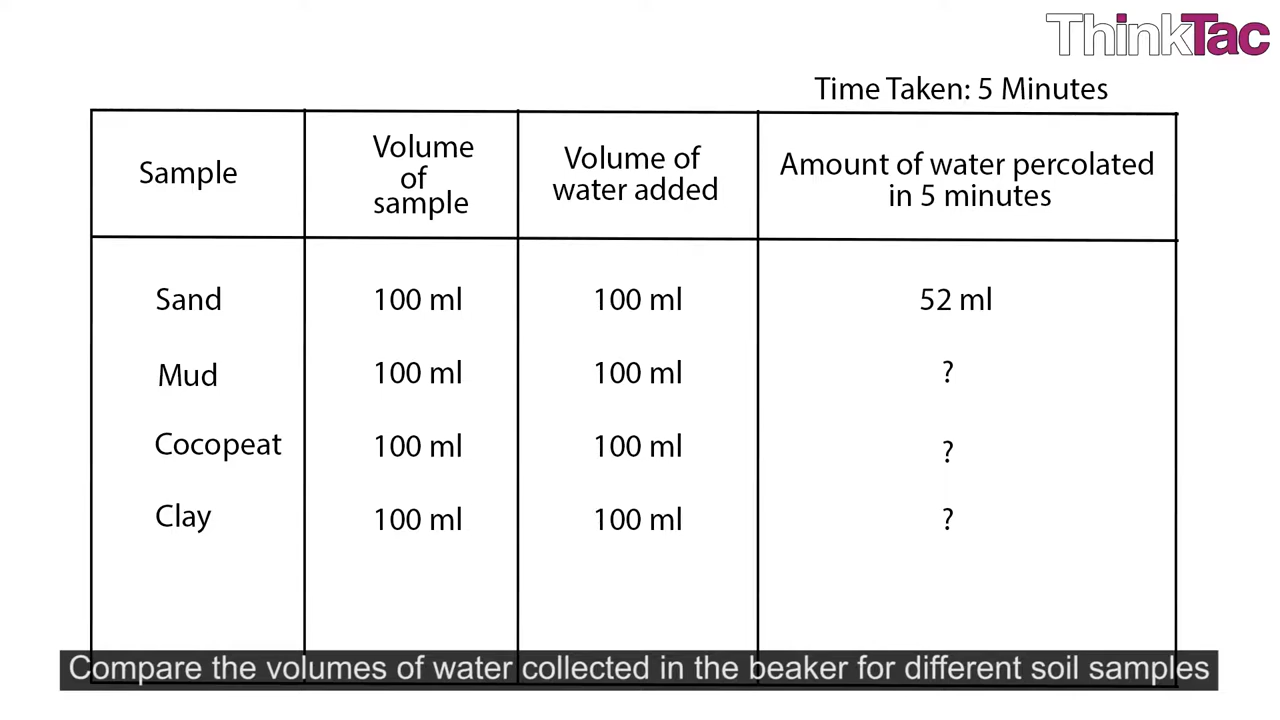 ThinkTac
Time Taken: 5 Minutes
Sample
Volume
of
sample
Volume of
water added
Amount of water percolated
in 5 minutes
Sand 100 ml 100 ml 52 ml
Mud 100 ml 100 ml ?
Cocopeat 100 ml 100 ml ?
Clay 100 ml 100 ml ?
Compare the volumes of water collected in the beaker for different soil samples